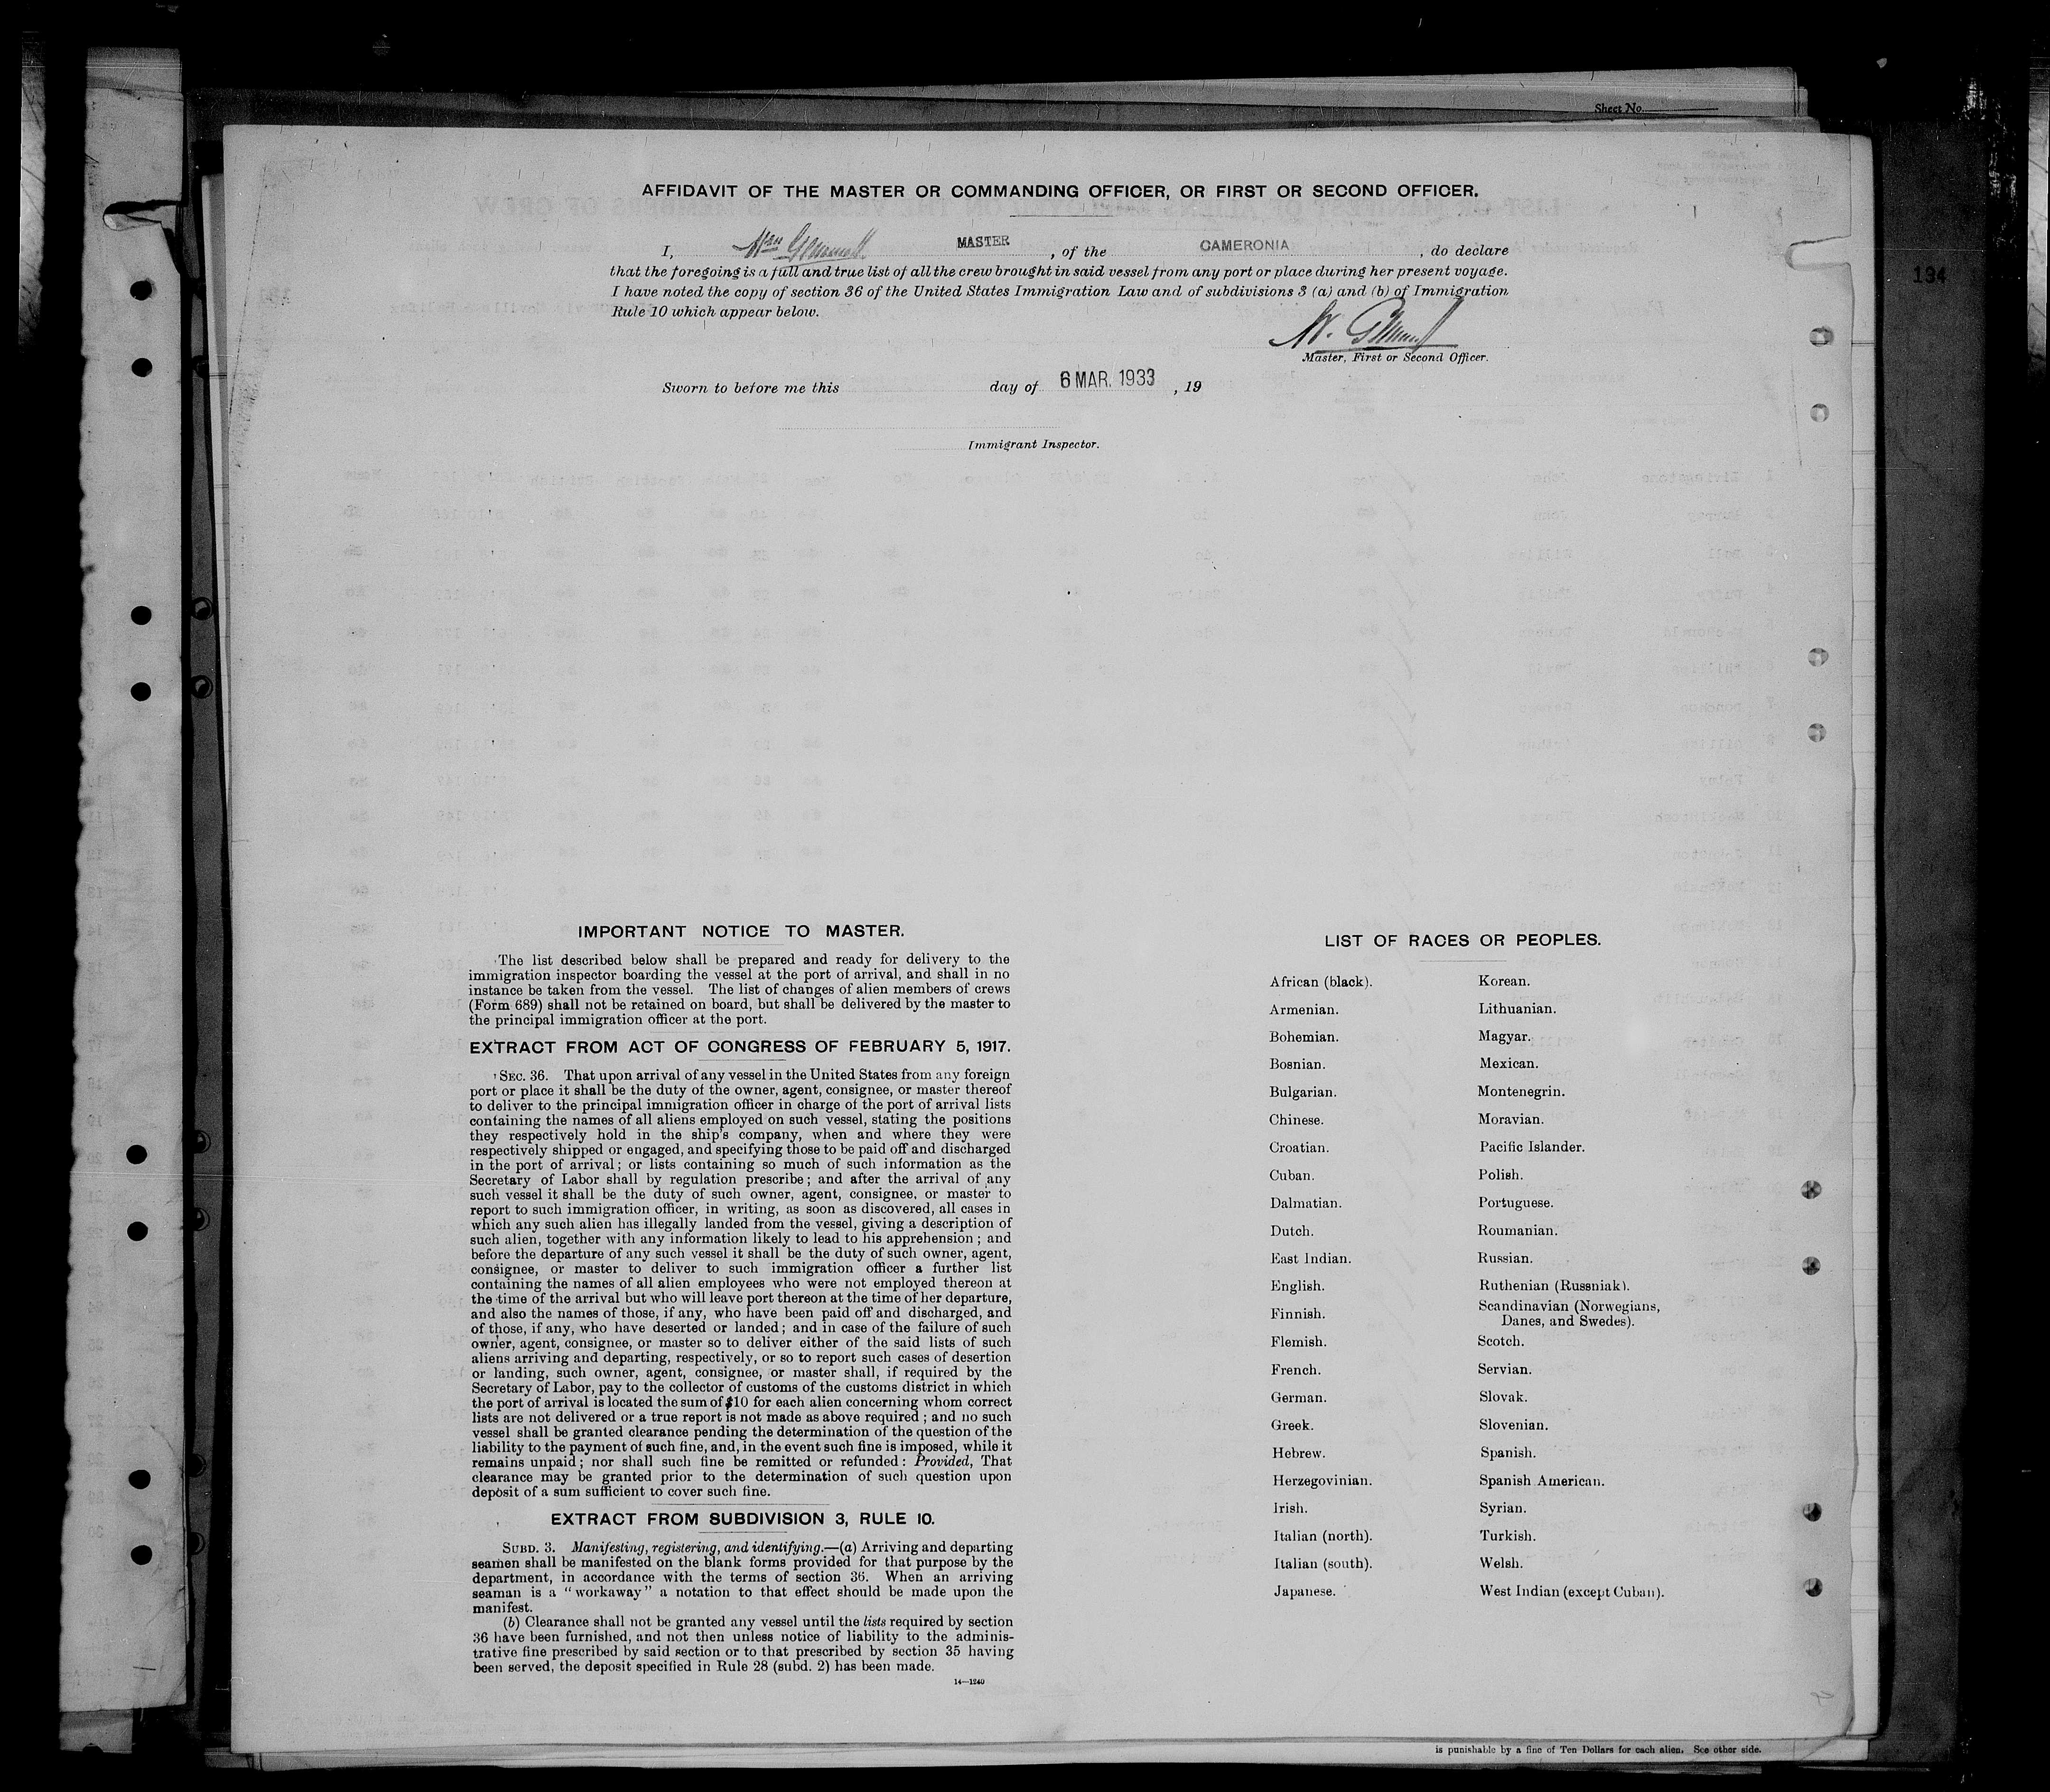 Sheet No.
AFFIDAVIT OF THE MASTER OR COMMANDING OFFICER, OR FIRST OR SECOND OFFICER.
I, Wm Gemmell MASTER, of the CAMERONIA, do declare
that the foregoing is a full and true list of all the crew brought in said vessel from any port or place during her present voyage.
I have noted the copy of section 36 of the United States Immigration Law and of subdivisions 3 (a) and (b) of Immigration
Rule 10 which appear below.
134
W. Gemmell
Master, First or Second Officer.
Sworn to before me this day of 6 MAR. 1933, 19
Immigrant Inspector.
IMPORTANT NOTICE TO MASTER.
The list described below shall be prepared and ready for delivery to the
immigration inspector boarding the vessel at the port of arrival, and shall in no
instance be taken from the vessel. The list of changes of alien members of crews
(Form 689) shall not be retained on board, but shall be delivered by the master to
the principal immigration officer at the port.
EXTRACT FROM ACT OF CONGRESS OF FEBRUARY 5, 1917.
SEC. 36. That upon arrival of any vessel in the United States from any foreign
port or place it shall be the duty of the owner, agent, consignee, or master thereof
to deliver to the principal immigration officer in charge of the port of arrival lists
containing the names of all aliens employed on such vessel, stating the positions
they respectively hold in the ship's company, when and where they were
respectively shipped or engaged, and specifying those to be paid off and discharged
in the port of arrival; or lists containing so much of such information as the
Secretary of Labor shall by regulation prescribe; and after the arrival of any
such vessel it shall be the duty of such owner, agent, consignee, or master to
report to such immigration officer, in writing, as soon as discovered, all cases in
which any such alien has illegally landed from the vessel, giving a description of
such alien, together with any information likely to lead to his apprehension; and
before the departure of any such vessel it shall be the duty of such owner, agent,
consignee, or master to deliver to such immigration officer a further list
containing the names of all alien employees who were not employed thereon at
the time of the arrival but who will leave port thereon at the time of her departure,
and also the names of those, if any, who have been paid off and discharged, and
of those, if any, who have deserted or landed; and in case of the failure of such
owner, agent, consignee, or master so to deliver either of the said lists of such
aliens arriving and departing, respectively, or so to report such cases of desertion
or landing, such owner, agent, consignee, or master shall, if required by the
Secretary of Labor, pay to the collector of customs of the customs district in which
the port of arrival is located the sum of $10 for each alien concerning whom correct
lists are not delivered or a true report is not made as above required; and no such
vessel shall be granted clearance pending the determination of the question of the
liability to the payment of such fine, and, in the event such fine is imposed, while it
remains unpaid; nor shall such fine be remitted or refunded: Provided, That
clearance may be granted prior to the determination of such question upon
deposit of a sum sufficient to cover such fine.
EXTRACT FROM SUBDIVISION 3, RULE 10.
SUBD. 3. Manifesting, registering, and identifying.—(a) Arriving and departing
seamen shall be manifested on the blank forms provided for that purpose by the
department, in accordance with the terms of section 36. When an arriving
seaman is a "workaway" a notation to that effect should be made upon the
manifest.
(b) Clearance shall not be granted any vessel until the lists required by section
36 have been furnished, and not then unless notice of liability to the adminis-
trative fine prescribed by said section or to that prescribed by section 35 having
been served, the deposit specified in Rule 28 (subd. 2) has been made.
14—1240
LIST OF RACES OR PEOPLES.
African (black).
Armenian.
Bohemian.
Bosnian.
Bulgarian.
Chinese.
Croatian.
Cuban.
Dalmatian.
Dutch.
East Indian.
English.
Finnish.
Flemish.
French.
German.
Greek.
Hebrew.
Herzegovinian.
Irish.
Italian (north).
Italian (south).
Japanese.
Korean.
Lithuanian.
Magyar.
Mexican.
Montenegrin.
Moravian.
Pacific Islander.
Polish.
Portuguese.
Roumanian.
Russian.
Ruthenian (Russniak).
Scandinavian (Norwegians,
Danes, and Swedes).
Scotch.
Servian.
Slovak.
Slovenian.
Spanish.
Spanish American.
Syrian.
Turkish.
Welsh.
West Indian (except Cuban).
is punishable by a fine of Ten Dollars for each alien. See other side.